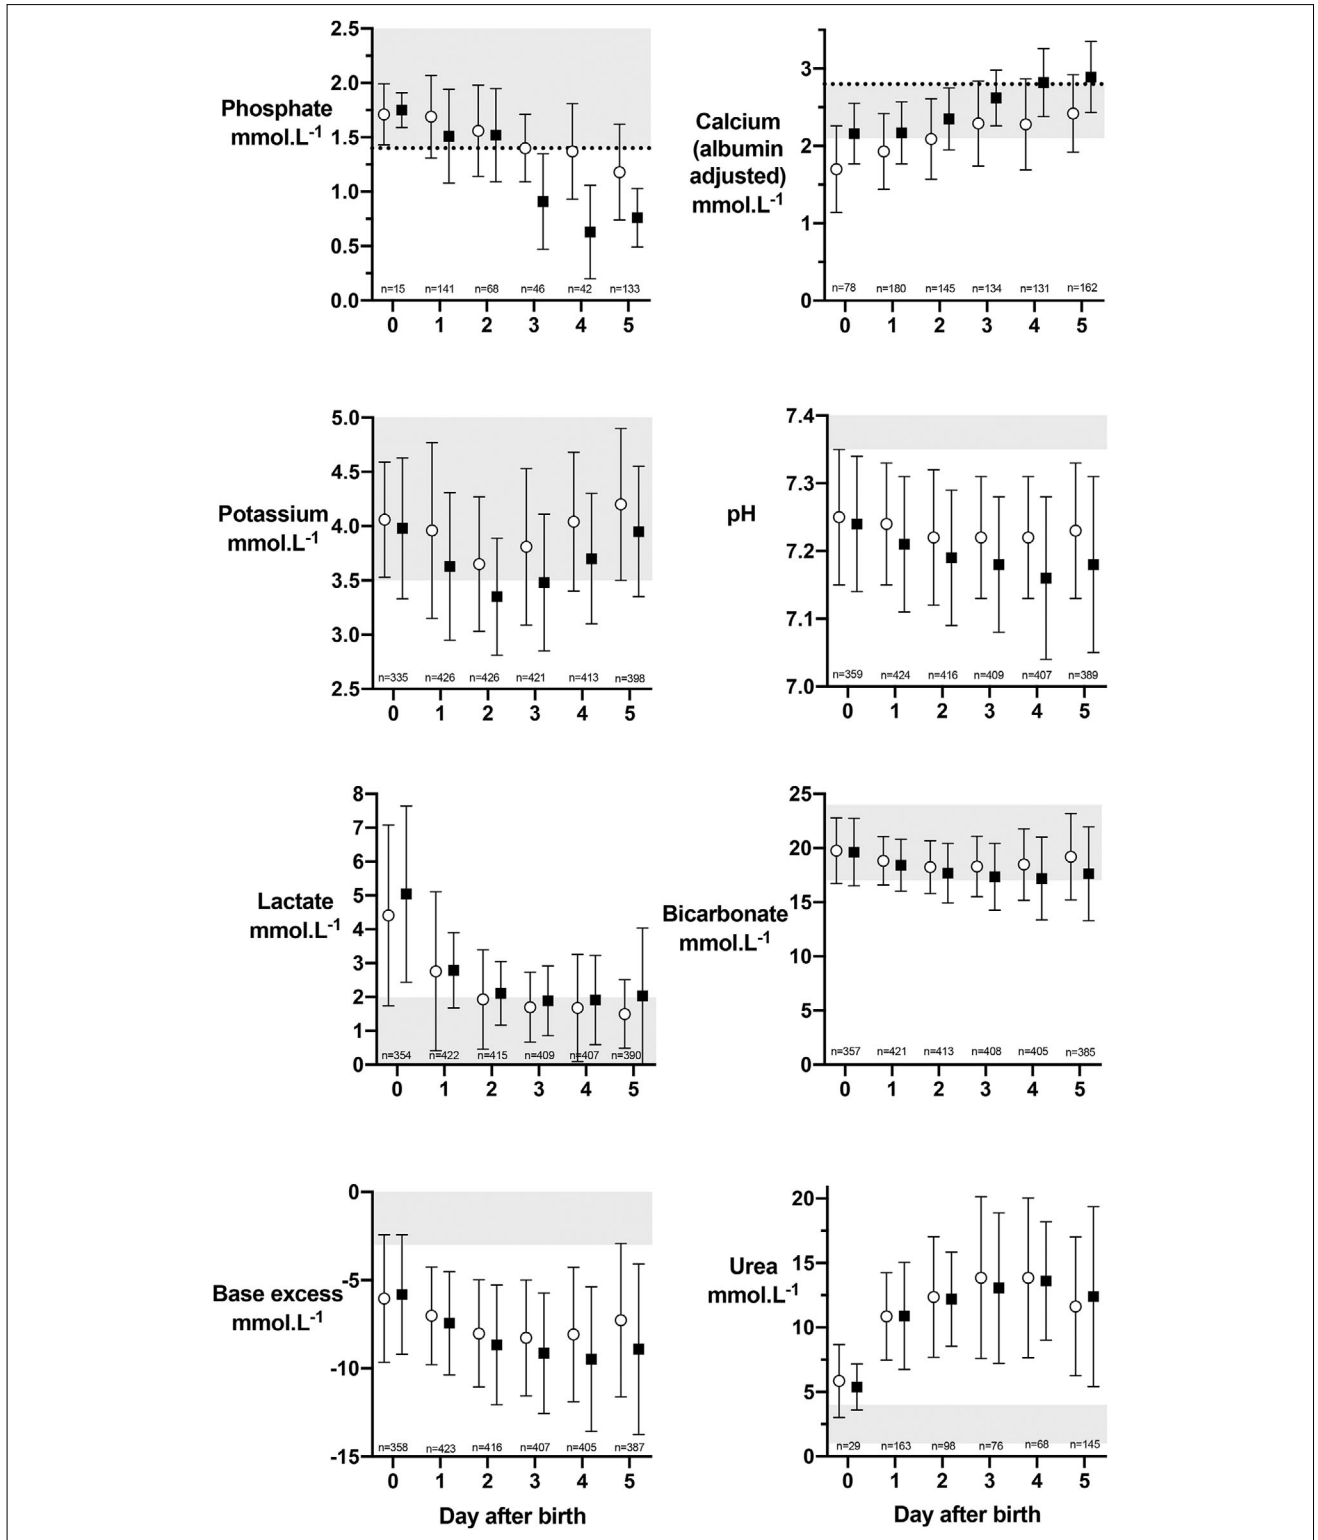 2.5
2.0
1.5
1.0
0.5
0.0
Phosphate
mmol.L-1
n=15 n=141 n=68 n=46 n=42 n=133
0 1 2 3 4 5
3
2
1
0
Calcium
(albumin
adjusted)
mmol.L-1
n=78 n=180 n=145 n=134 n=131 n=162
0 1 2 3 4 5
5.0
4.5
4.0
3.5
3.0
2.5
Potassium
mmol.L-1
n=335 n=426 n=426 n=421 n=413 n=398
0 1 2 3 4 5
7.4
7.3
7.2
7.1
7.0
pH
n=359 n=424 n=416 n=409 n=407 n=389
0 1 2 3 4 5
8
7
6
5
4
3
2
1
0
Lactate
mmol.L-1
n=354 n=422 n=415 n=409 n=407 n=390
0 1 2 3 4 5
25
20
15
10
5
0
Bicarbonate
mmol.L-1
n=357 n=421 n=413 n=408 n=405 n=385
0 1 2 3 4 5
0
-5
-10
-15
Base excess
mmol.L-1
n=358 n=423 n=416 n=407 n=405 n=387
0 1 2 3 4 5
Day after birth
20
15
10
5
0
Urea
mmol.L-1
n=29 n=163 n=98 n=76 n=68 n=145
0 1 2 3 4 5
Day after birth